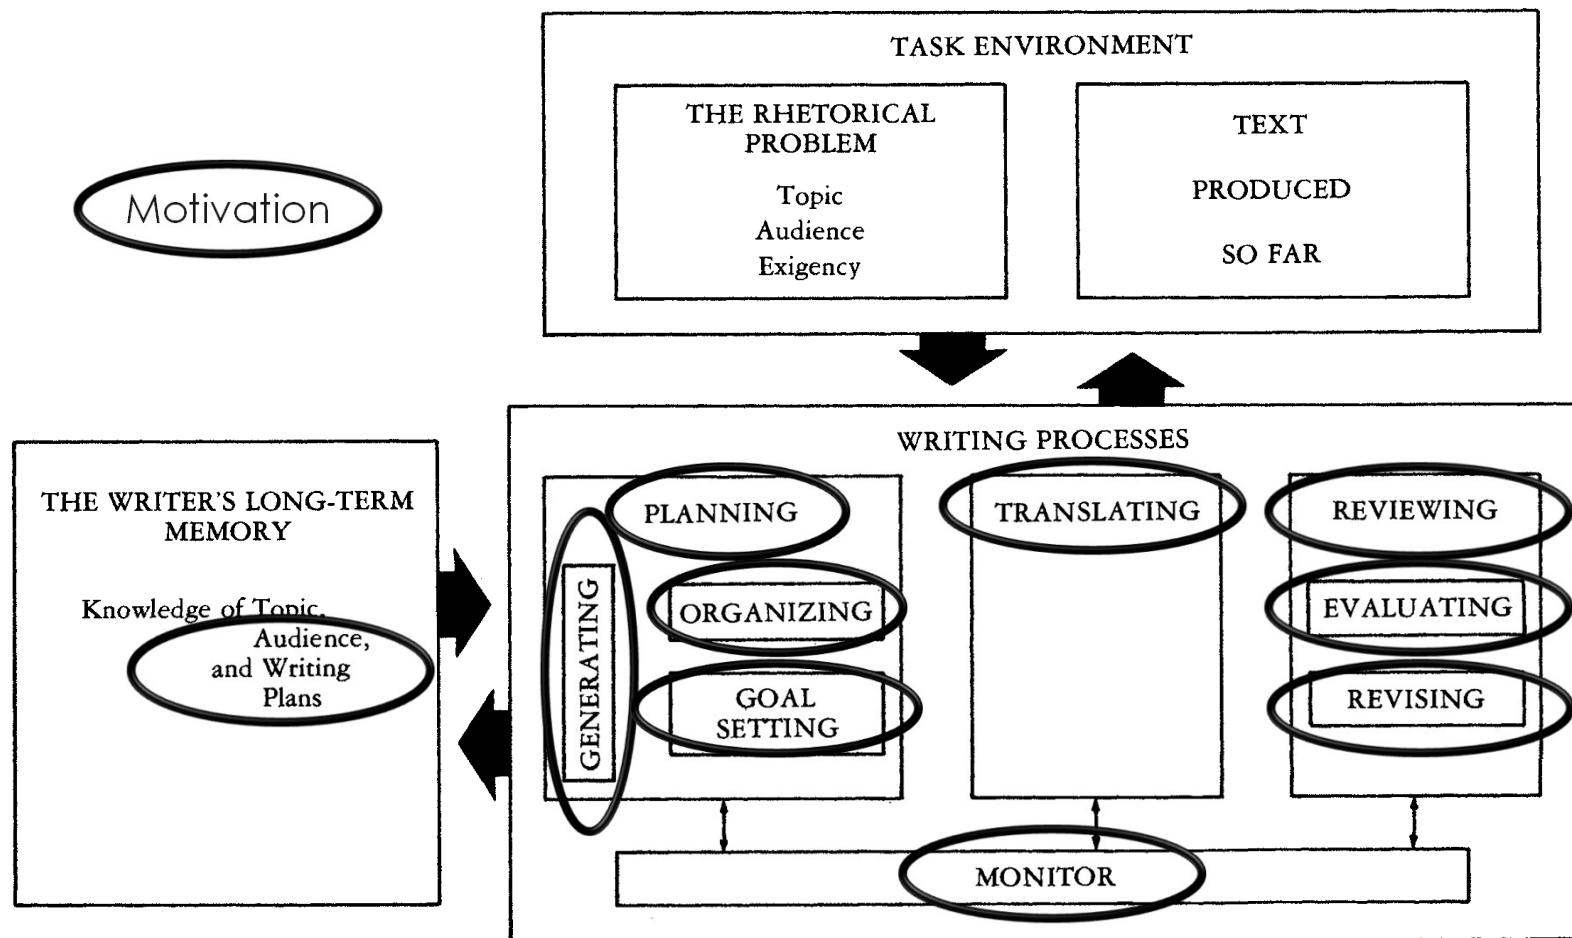 TASK ENVIRONMENT
THE RHETORICAL
PROBLEM
Topic
Audience
Exigency
TEXT
PRODUCED
SO FAR
Motivation
THE WRITER'S LONG-TERM
MEMORY
Knowledge of Topic,
Audience,
and Writing
Plans
WRITING PROCESSES
PLANNING
GENERATING
ORGANIZING
GOAL
SETTING
TRANSLATING
REVIEWING
EVALUATING
REVISING
MONITOR